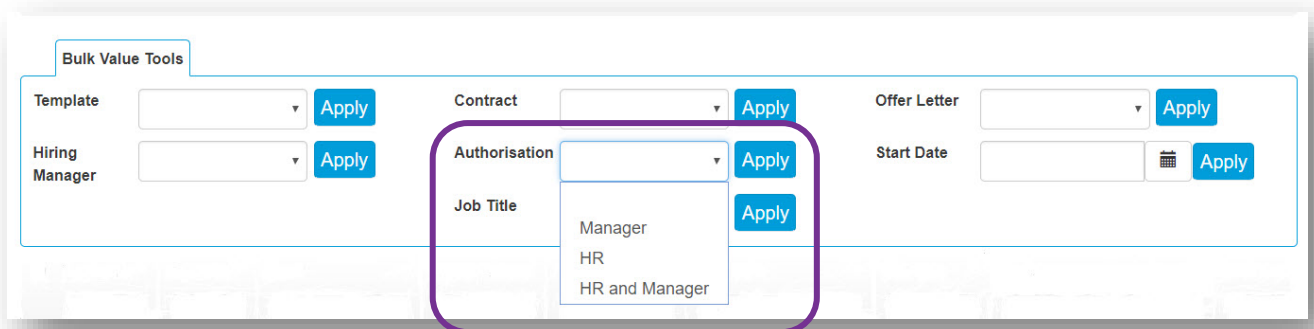 Bulk Value Tools
Template Apply Contract Apply Offer Letter Apply
Hiring Manager Apply Authorisation Apply Start Date Apply
Job Title Apply
Manager
HR
HR and Manager